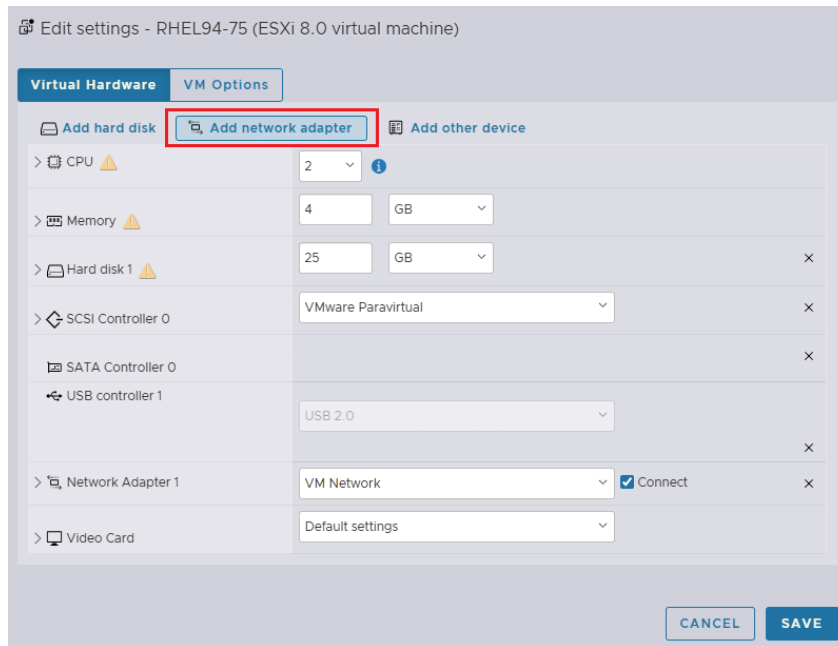 Edit settings - RHEL94-75 (ESXi 8.0 virtual machine)
Virtual Hardware VM Options
Add hard disk Add network adapter Add other device
CPU 2
Memory 4 GB
Hard disk 1 25 GB
SCSI Controller 0 VMware Paravirtual
SATA Controller 0
USB controller 1
USB 2.0
Network Adapter 1 VM Network Connect
Video Card Default settings
CANCEL SAVE